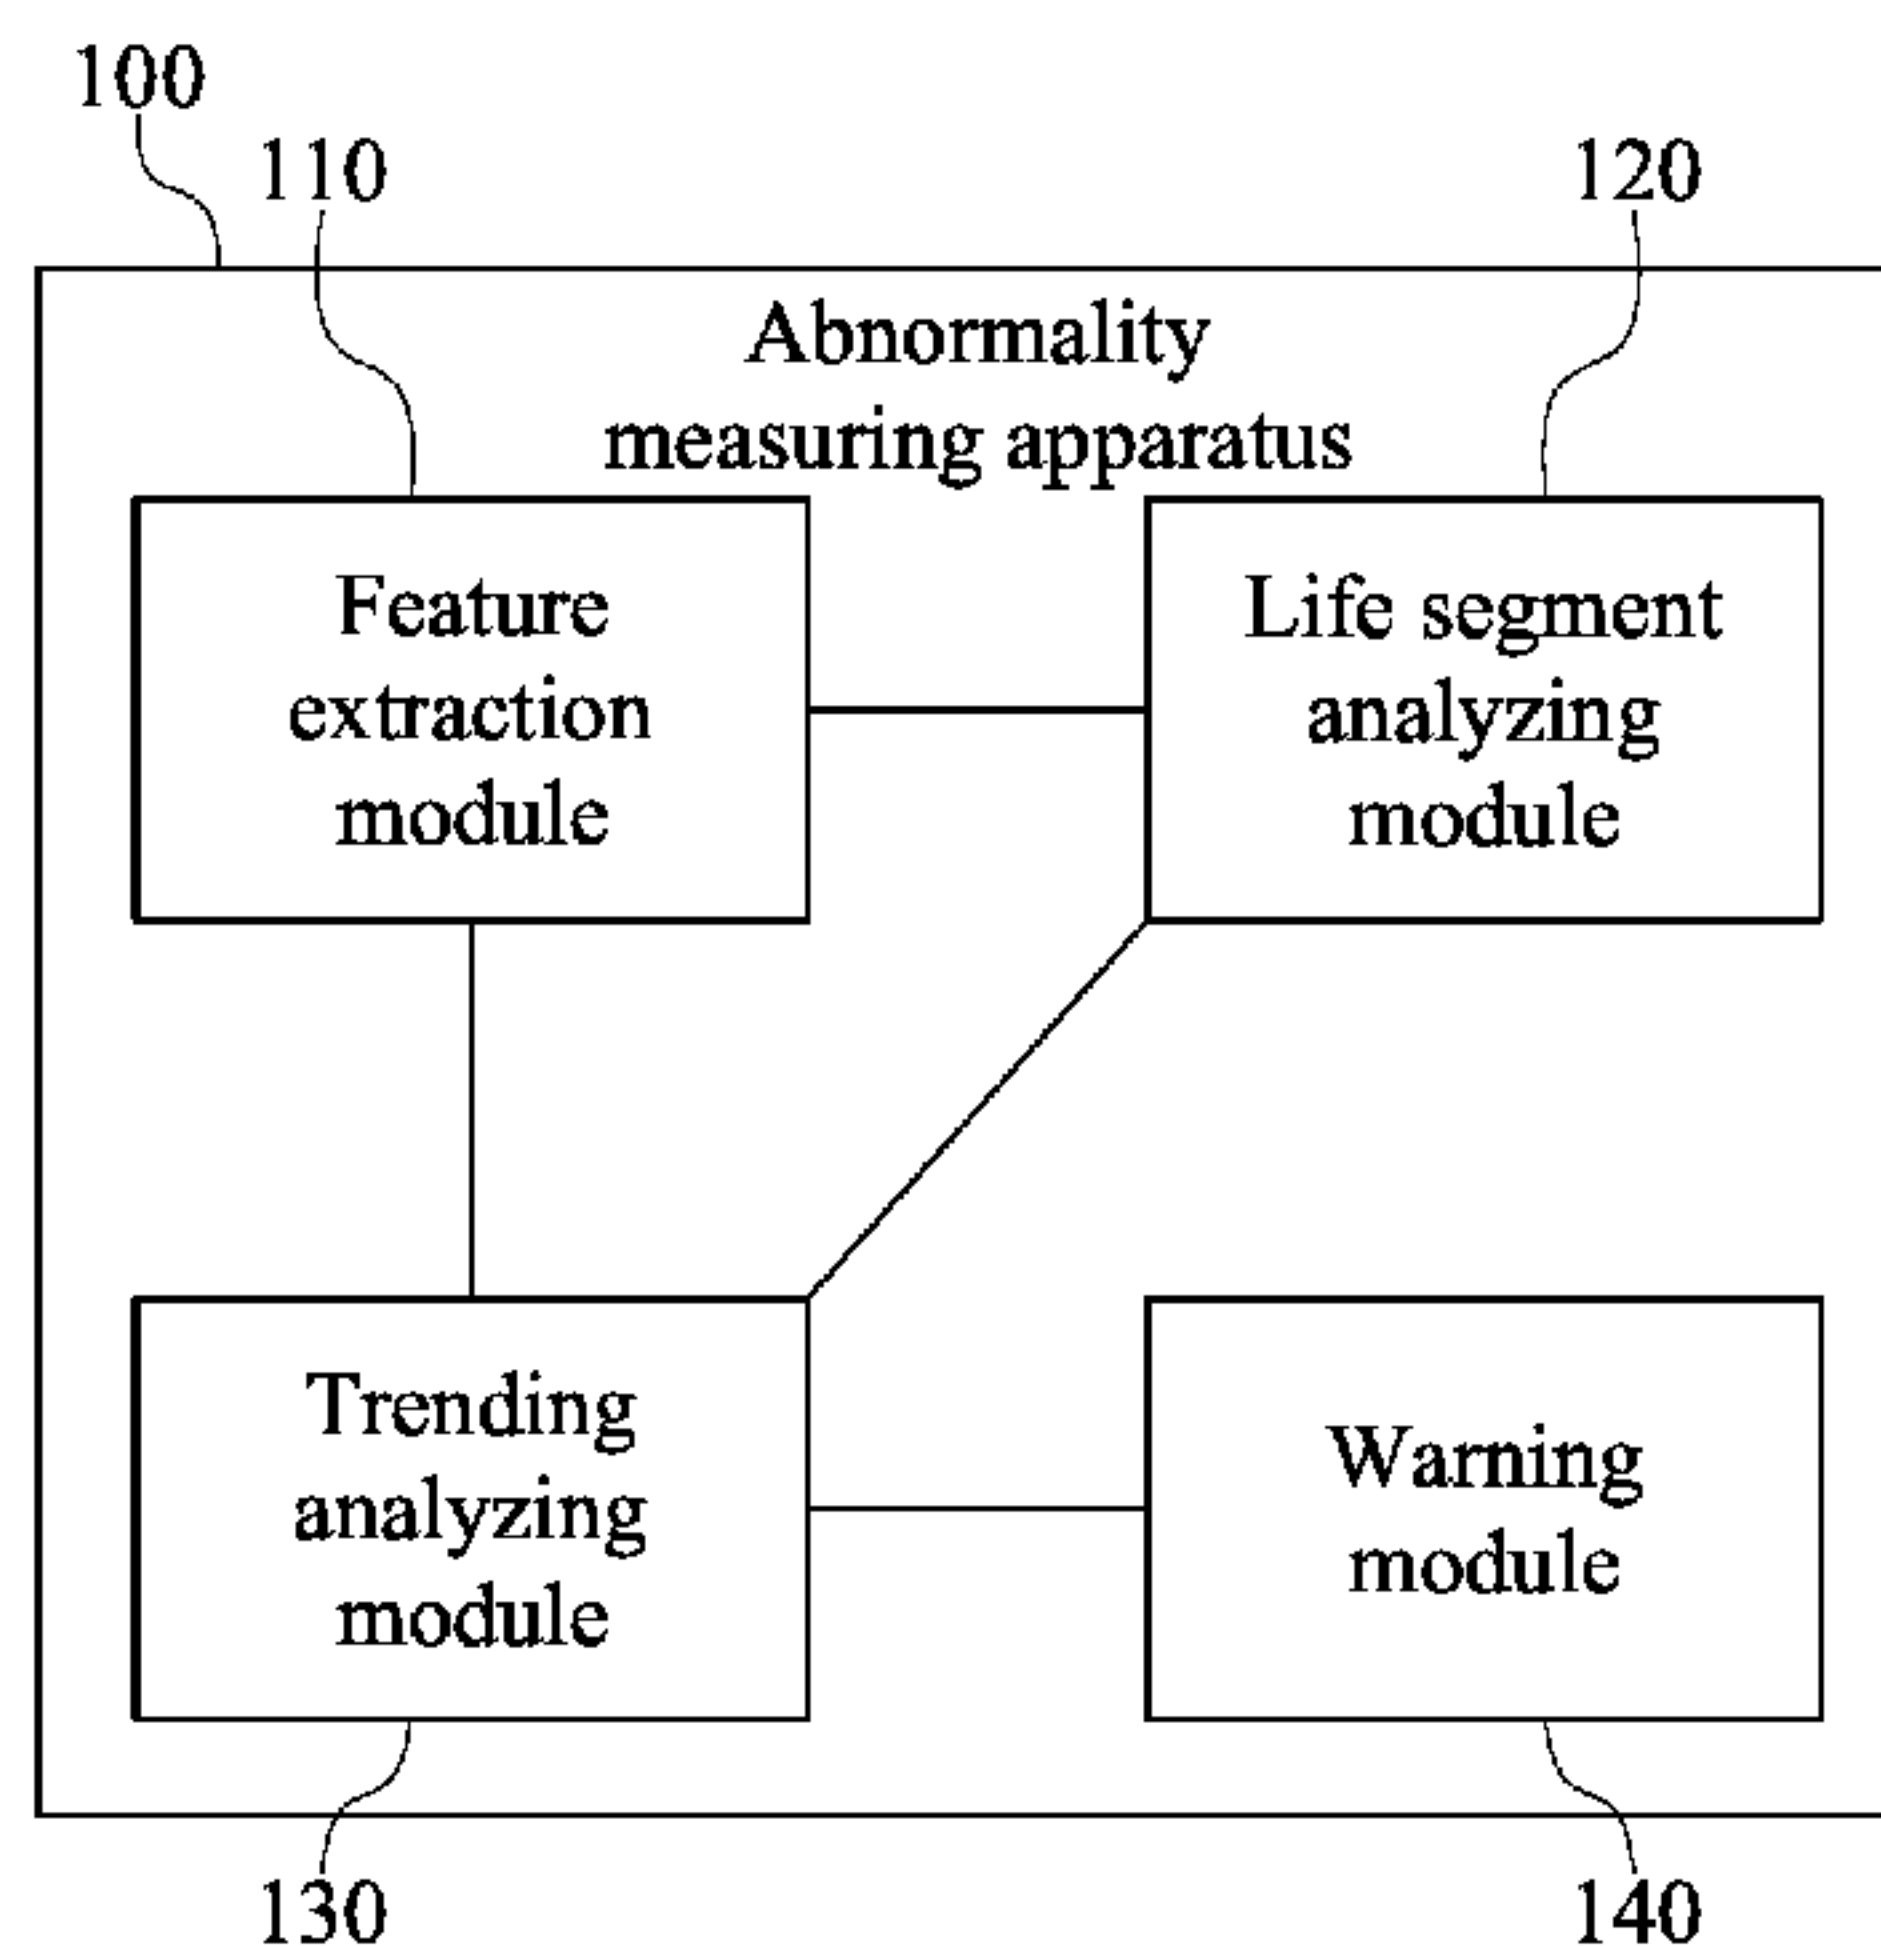 100
110
120
Abnormality
measuring apparatus
Feature
extraction
module
Life segment
analyzing
module
Trending
analyzing
module
Warning
module
130
140